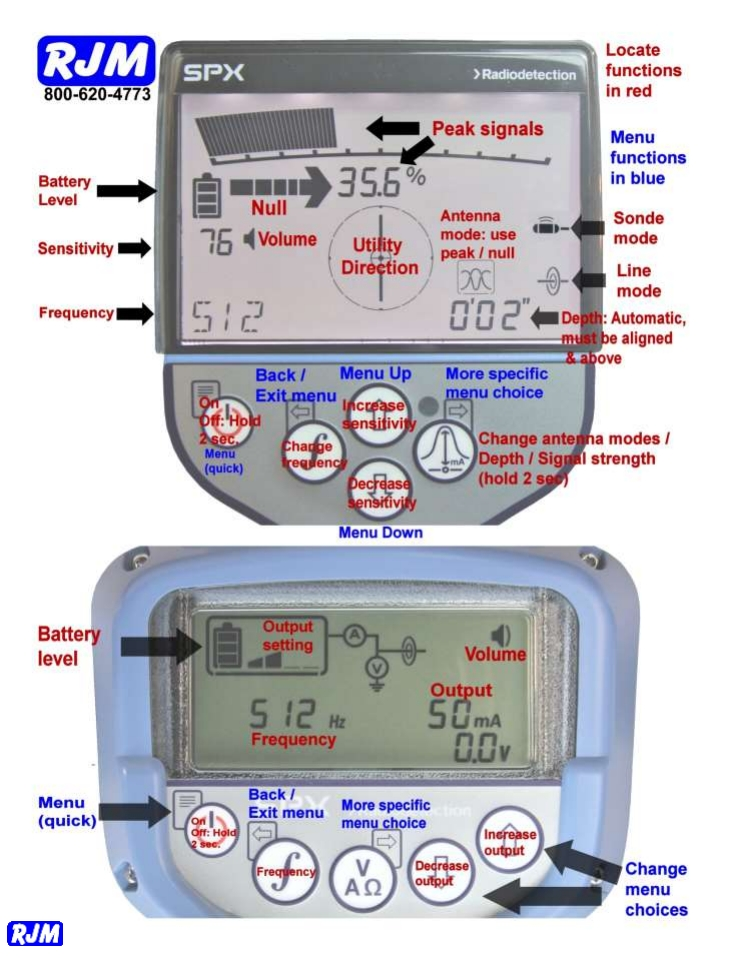 RJM
800-620-4773
SPX
Radiodetection
Locate
functions
in red
Menu
functions
in blue
Peak signals
Battery
Level
35.6%
Null
Sensitivity
76
Volume
Utility
Direction
Antenna
mode: use
peak / null
Sonde
mode
Line
mode
Frequency
512
0'02"
Depth: Automatic,
must be aligned
& above
Back /
Exit menu
Menu Up
More specific
menu choice
On
Off: Hold
2 sec.
Menu
(quick)
Change
frequency
f
Increase
sensitivity
Decrease
sensitivity
mA
Change antenna modes /
Depth / Signal strength
(hold 2 sec)
Menu Down
Battery
level
Output
setting
A
V
Volume
512 Hz
Frequency
Output
50 mA
0.0 v
Menu
(quick)
On
Off: Hold
2 sec.
Back /
Exit menu
SPX
Radiodetection
More specific
menu choice
Frequency
f
V
A Ω
Decrease
output
Increase
output
Change
menu
choices
RJM